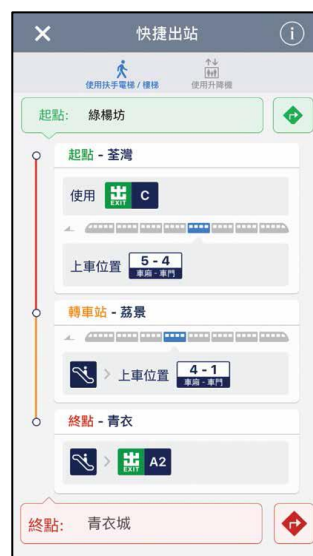 快捷出站
使用扶手電梯 / 樓梯
使用升降機
起點: 綠楊坊
起點 - 荃灣
使用 出 EXIT C
上車位置 5 - 4
車廂 - 車門
轉車站 - 荔景
上車位置 4 - 1
車廂 - 車門
終點 - 青衣
出 EXIT A2
終點: 青衣城